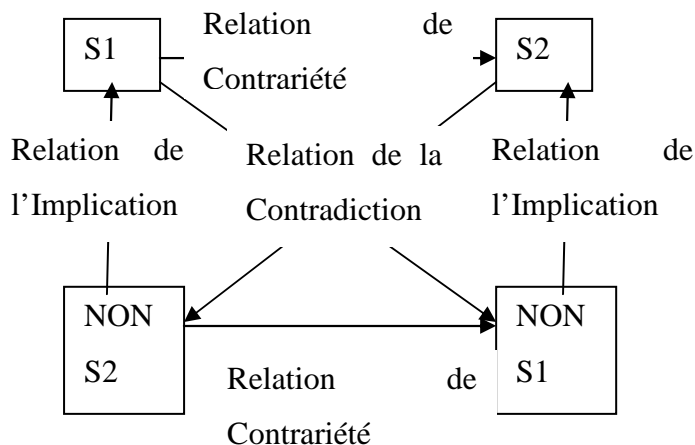 S1
Relation de
Contrariété
S2
Relation de
l’Implication
Relation de la
Contradiction
Relation de
l’Implication
NON
S2
Relation de
Contrariété
NON
S1